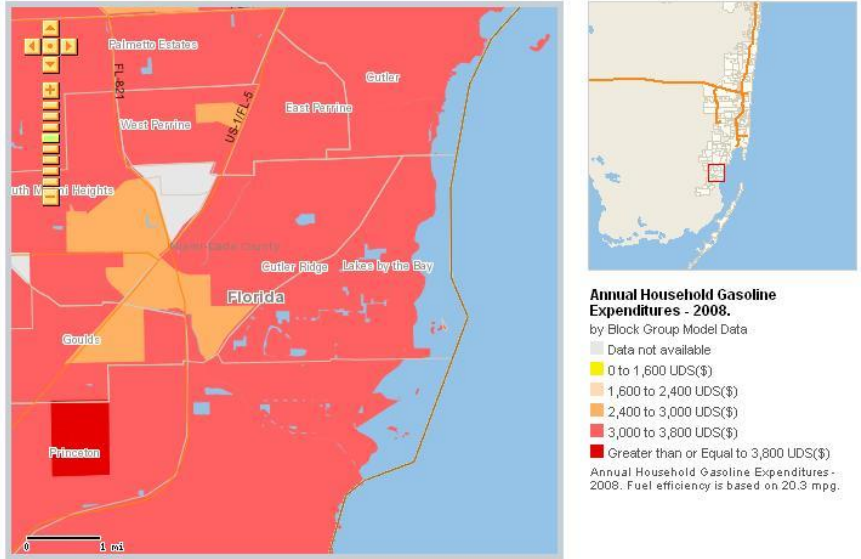 Palmetto Estates
Cutler
FL-821
US-1/FL-5
East Perrine
West Perrine
uth Mi mi Heights
Miami-Dade County
Cutler Ridge
Lakes by the Bay
Florida
Goulds
Princeton
0 1 mi
Annual Household Gasoline
Expenditures - 2008.
by Block Group Model Data
Data not available
0 to 1,600 UDS($)
1,600 to 2,400 UDS($)
2,400 to 3,000 UDS($)
3,000 to 3,800 UDS($)
Greater than or Equal to 3,800 UDS($)
Annual Household Gasoline Expenditures -
2008. Fuel efficiency is based on 20.3 mpg.